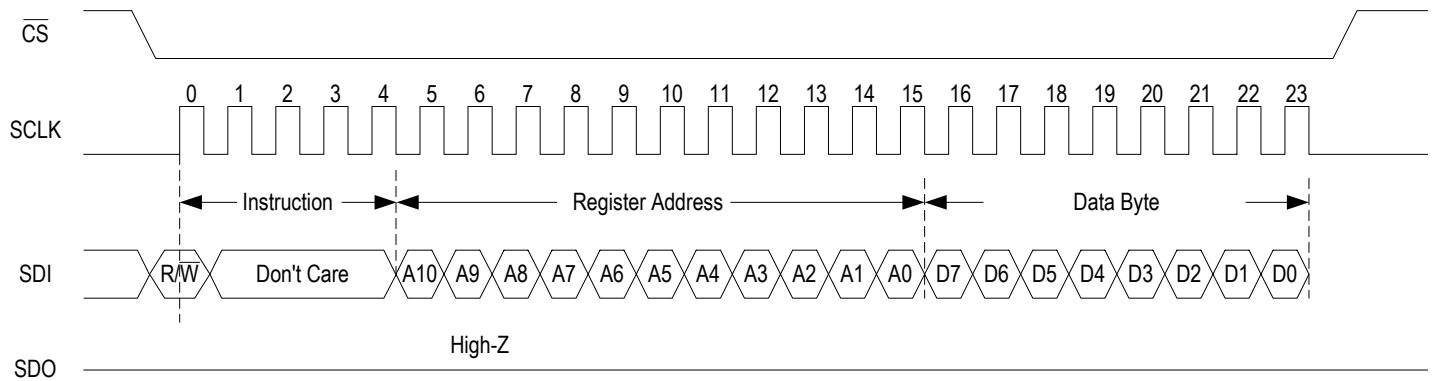 CS
0 1 2 3 4 5 6 7 8 9 10 11 12 13 14 15 16 17 18 19 20 21 22 23
SCLK
Instruction Register Address Data Byte
SDI R/W Don't Care A10 A9 A8 A7 A6 A5 A4 A3 A2 A1 A0 D7 D6 D5 D4 D3 D2 D1 D0
High-Z
SDO